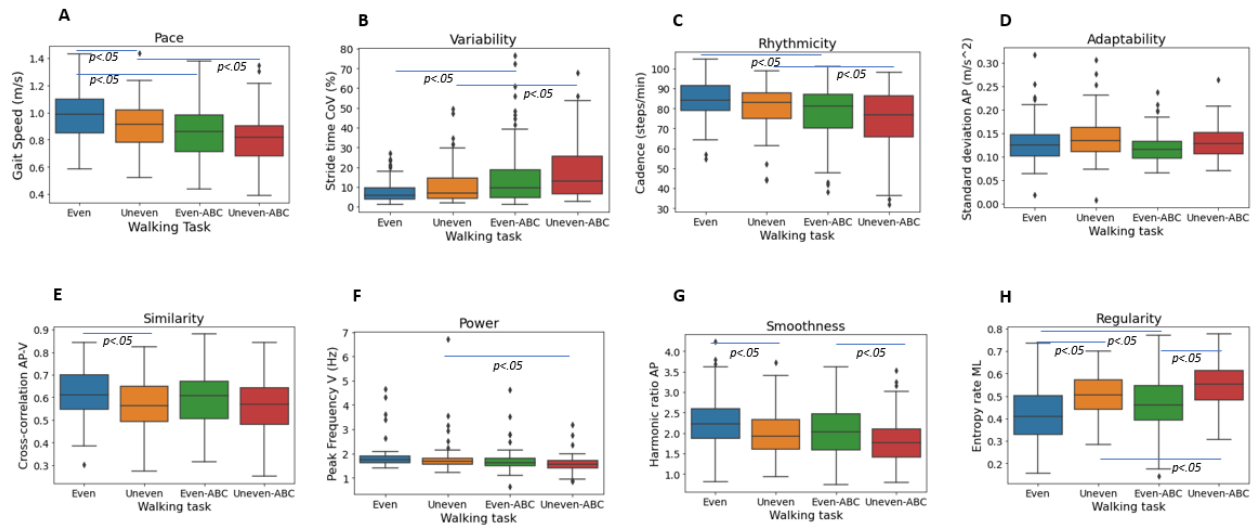 A
Pace
p<.05
p<.05
p<.05
1.4
1.2
1.0
0.8
0.6
0.4
Gait Speed (m/s)
Even
Uneven
Even-ABC
Uneven-ABC
Walking Task
B
Variability
p<.05
p<.05
80
70
60
50
40
30
20
10
0
Stride time CoV (%)
Even
Uneven
Even-ABC
Uneven-ABC
Walking task
C
Rhythmicity
p<.05
p<.05
100
90
80
70
60
50
40
30
Cadence (steps/min)
Even
Uneven
Even-ABC
Uneven-ABC
Walking task
D
Adaptability
0.30
0.25
0.20
0.15
0.10
0.05
0.00
Standard deviation AP (m/s^2)
Even
Uneven
Even-ABC
Uneven-ABC
Walking task
E
Similarity
p<.05
0.9
0.8
0.7
0.6
0.5
0.4
0.3
Cross-correlation AP-V
Even
Uneven
Even-ABC
Uneven-ABC
Walking task
F
Power
p<.05
7
6
5
4
3
2
1
Peak Frequency V (Hz)
Even
Uneven
Even-ABC
Uneven-ABC
Walking task
G
Smoothness
p<.05
p<.05
4.0
3.5
3.0
2.5
2.0
1.5
1.0
Harmonic ratio AP
Even
Uneven
Even-ABC
Uneven-ABC
Walking task
H
Regularity
p<.05
p<.05
p<.05
p<.05
0.8
0.7
0.6
0.5
0.4
0.3
0.2
Entropy rate ML
Even
Uneven
Even-ABC
Uneven-ABC
Walking task